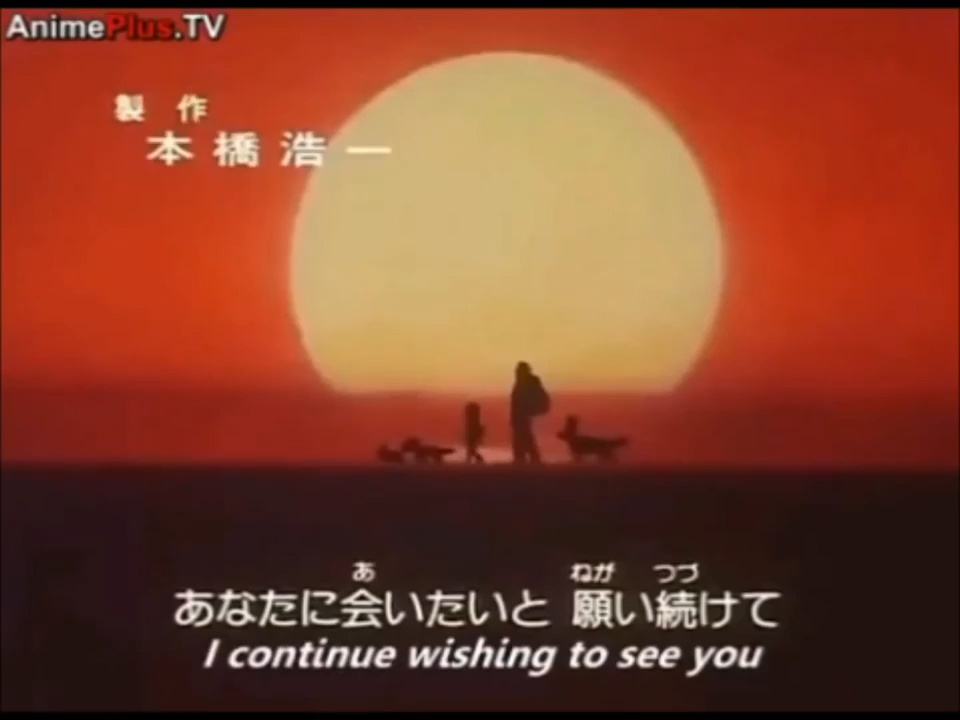 AnimePlus.TV
製 作
本 橋 浩 一
あ ねが つづ
あなたに会いたいと 願い続けて
I continue wishing to see you